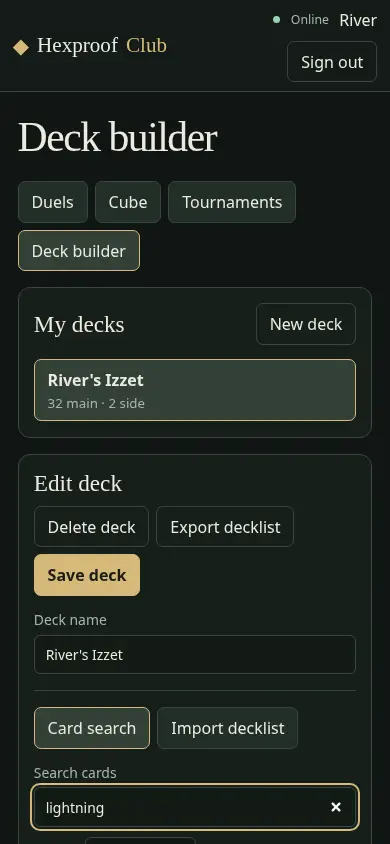 Online River
Hexproof Club
Sign out
Deck builder
Duels Cube Tournaments
Deck builder
My decks New deck
River's Izzet
32 main · 2 side
Edit deck
Delete deck Export decklist
Save deck
Deck name
River's Izzet
Card search Import decklist
Search cards
lightning